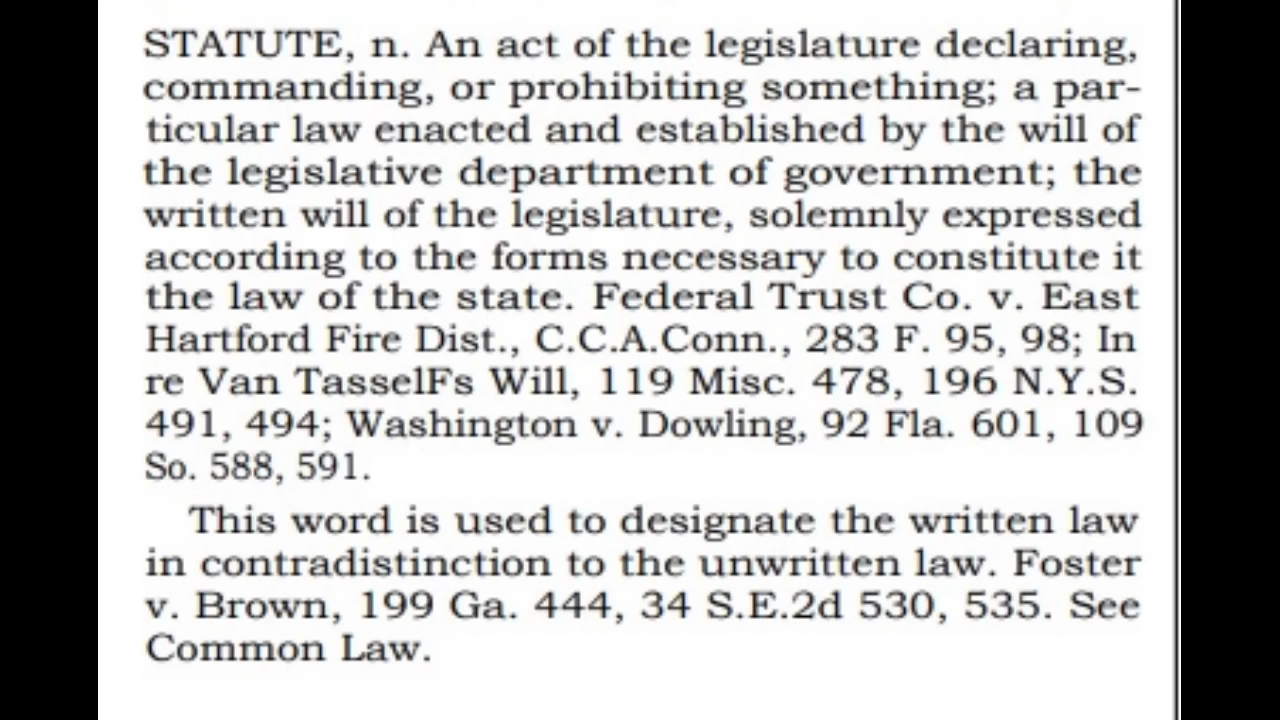 STATUTE, n. An act of the legislature declaring,
commanding, or prohibiting something; a par-
ticular law enacted and established by the will of
the legislative department of government; the
written will of the legislature, solemnly expressed
according to the forms necessary to constitute it
the law of the state. Federal Trust Co. v. East
Hartford Fire Dist., C.C.A.Conn., 283 F. 95, 98; In
re Van TasselFs Will, 119 Misc. 478, 196 N.Y.S.
491, 494; Washington v. Dowling, 92 Fla. 601, 109
So. 588, 591.
This word is used to designate the written law
in contradistinction to the unwritten law. Foster
v. Brown, 199 Ga. 444, 34 S.E.2d 530, 535. See
Common Law.